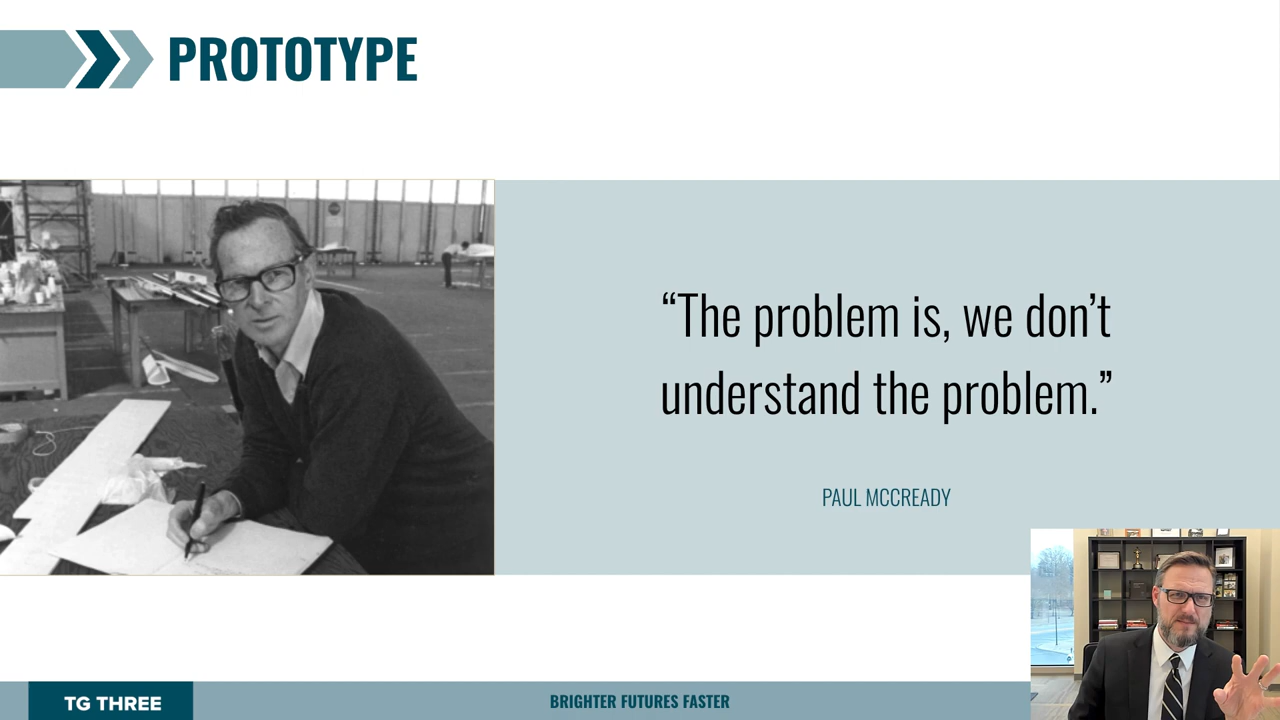 PROTOTYPE
“The problem is, we don’t
understand the problem.”
PAUL MCCREADY
TG THREE
BRIGHTER FUTURES FASTER